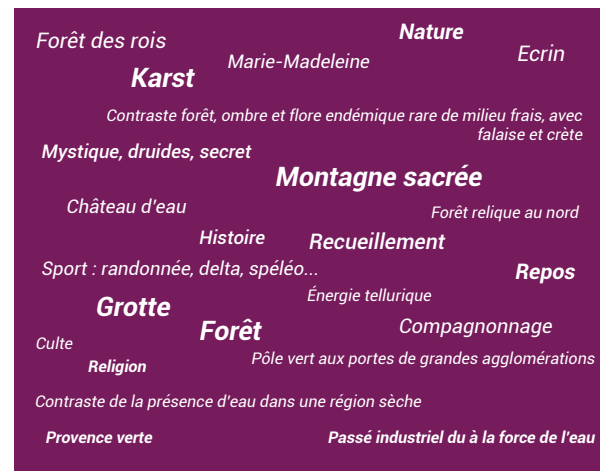 Nature
Forêt des rois
Ecrin
Marie-Madeleine
Karst
Contraste forêt, ombre et flore endémique rare de milieu frais, avec
falaise et crète
Mystique, druides, secret
Montagne sacrée
Château d'eau
Forêt relique au nord
Histoire
Recueillement
Sport : randonnée, delta, spéléo...
Repos
Énergie tellurique
Grotte
Forêt
Compagnonnage
Culte
Pôle vert aux portes de grandes agglomérations
Religion
Contraste de la présence d'eau dans une région sèche
Provence verte
Passé industriel du à la force de l'eau